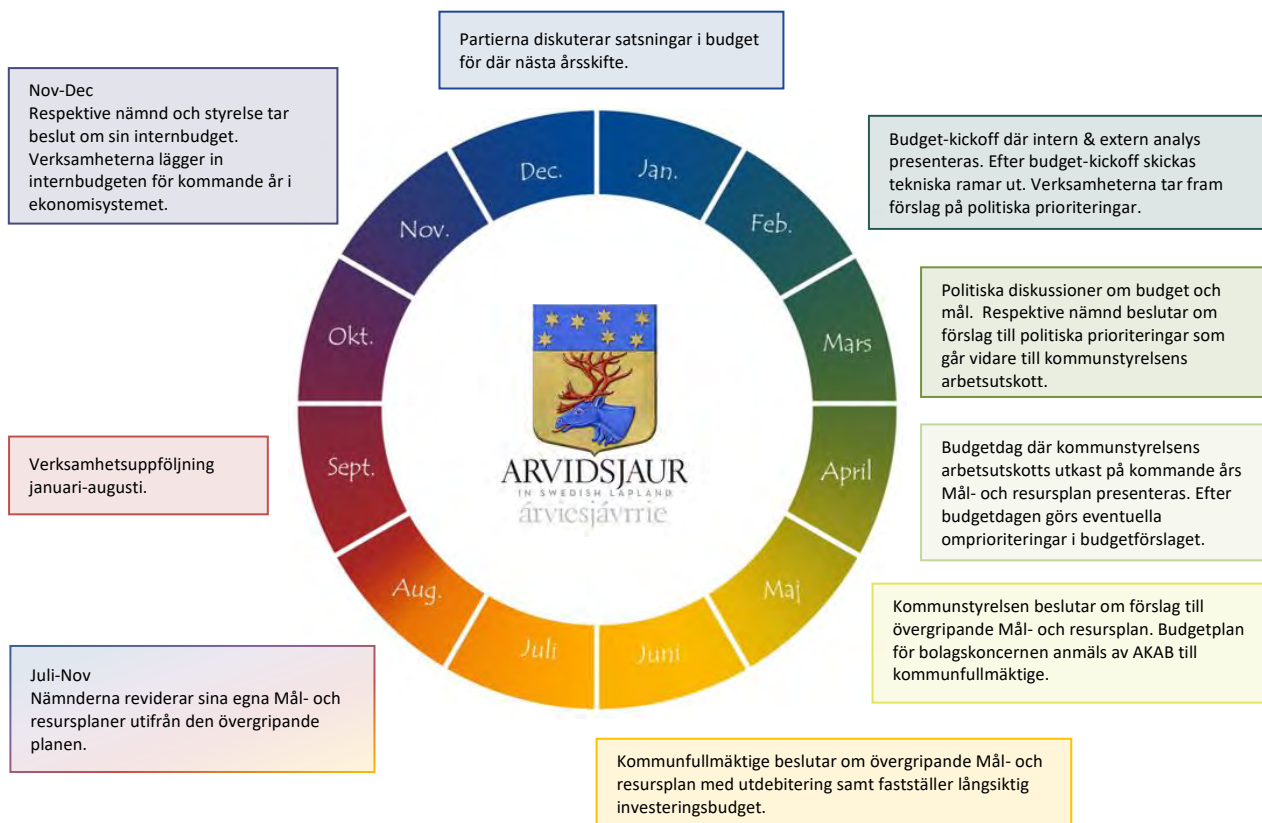 Partierna diskuterar satsningar i budget
för där nästa årsskifte.
Nov-Dec
Respektive nämnd och styrelse tar
beslut om sin internbudget.
Verksamheterna lägger in
internbudgeten för kommande år i
ekonomisystemet.
Budget-kickoff där intern & extern analys
presenteras. Efter budget-kickoff skickas
tekniska ramar ut. Verksamheterna tar fram
förslag på politiska prioriteringar.
Dec.
Jan.
Nov.
Feb.
Okt.
Mars
Politiska diskussioner om budget och
mål.  Respektive nämnd beslutar om
förslag till politiska prioriteringar som
går vidare till kommunstyrelsens
arbetsutskott.
Verksamhetsuppföljning
januari-augusti.
Sept.
ARVIDSJAUR
IN SWEDISH LAPLAND
árviesjávrrie
April
Budgetdag där kommunstyrelsens
arbetsutskotts utkast på kommande års
Mål- och resursplan presenteras. Efter
budgetdagen görs eventuella
omprioriteringar i budgetförslaget.
Aug.
Maj
Juli
Juni
Kommunstyrelsen beslutar om förslag till
övergripande Mål- och resursplan. Budgetplan
för bolagskoncernen anmäls av AKAB till
kommunfullmäktige.
Juli-Nov
Nämnderna reviderar sina egna Mål- och
resursplaner utifrån den övergripande
planen.
Kommunfullmäktige beslutar om övergripande Mål- och
resursplan med utdebitering samt fastställer långsiktig
investeringsbudget.